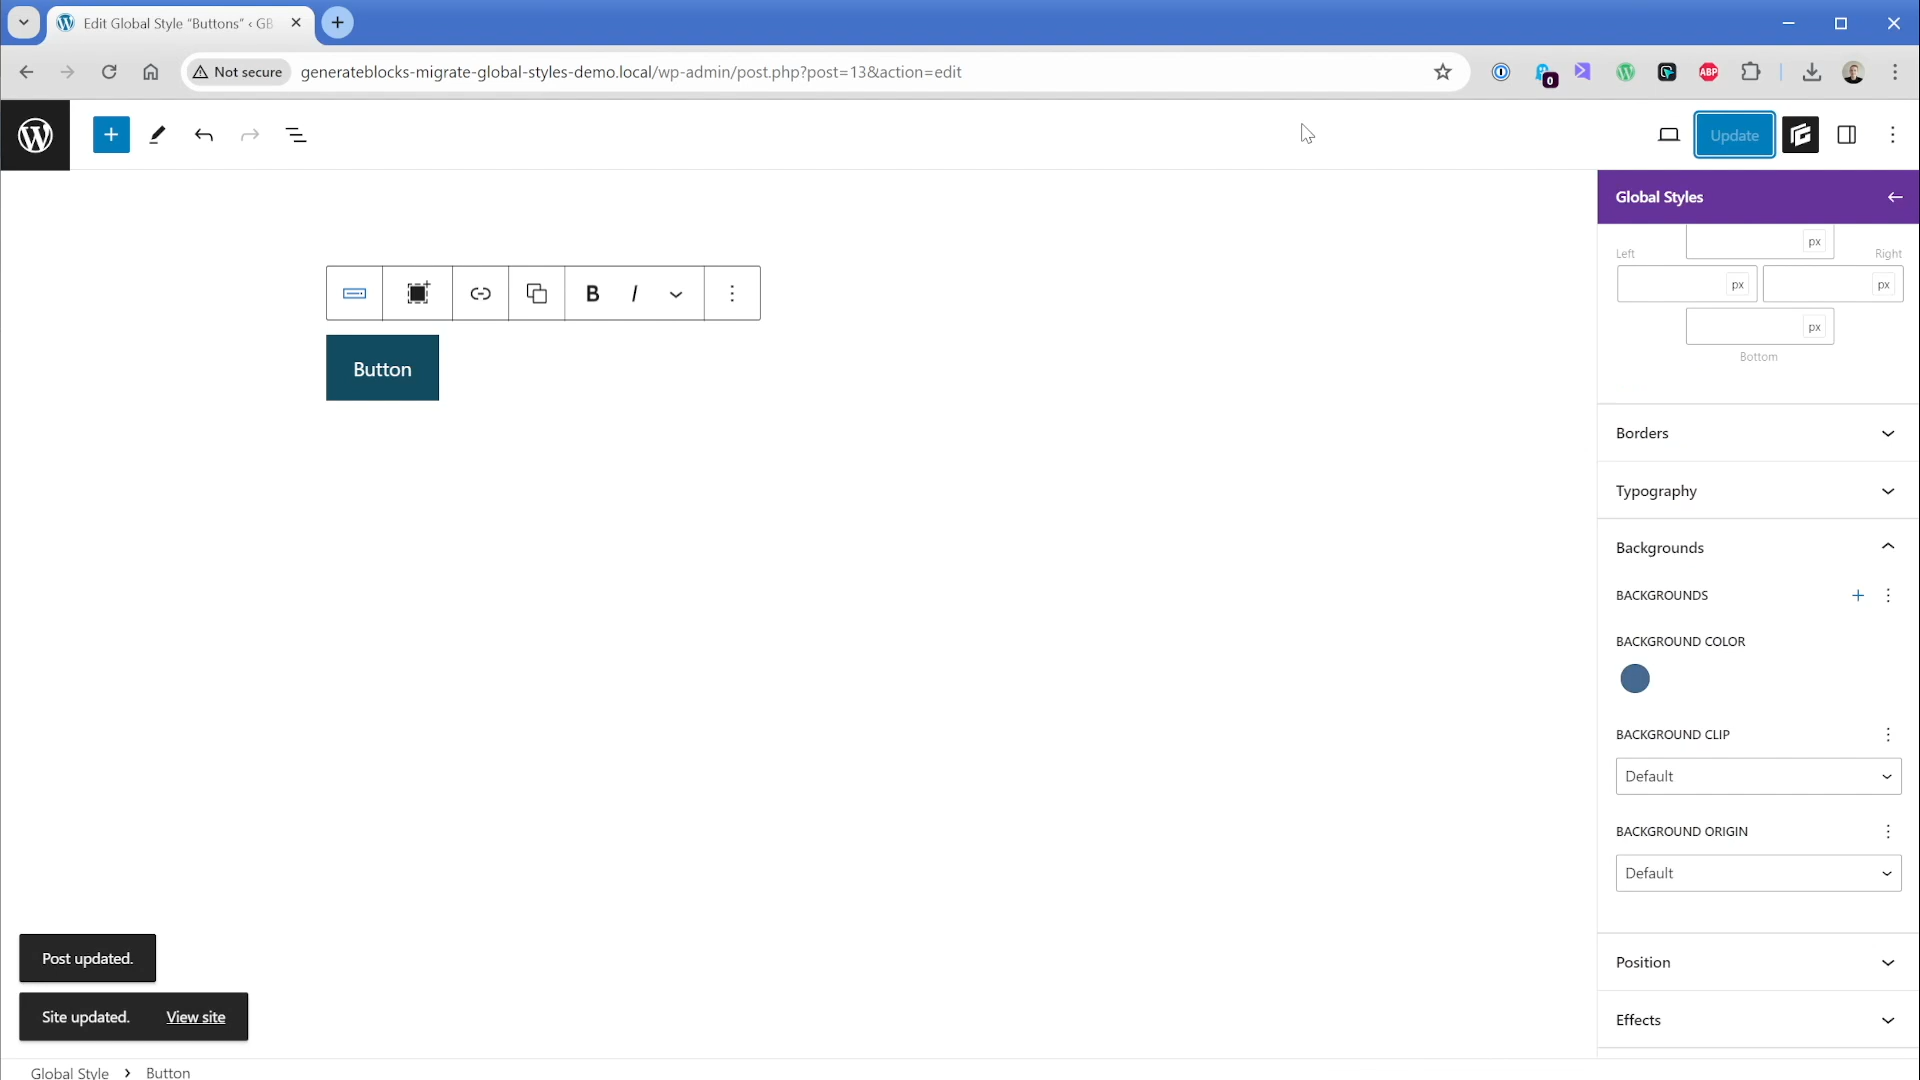 Edit Global Style “Buttons” ‹ GB
Not secure
generateblocks-migrate-global-styles-demo.local/wp-admin/post.php?post=13&action=edit
0
ABP
Update
Global Styles
px
Left
Right
px
px
px
Bottom
B I
Button
Borders
Typography
Backgrounds
BACKGROUNDS
BACKGROUND COLOR
BACKGROUND CLIP
Default
BACKGROUND ORIGIN
Default
Position
Effects
Post updated.
Site updated. View site
Global Style › Button